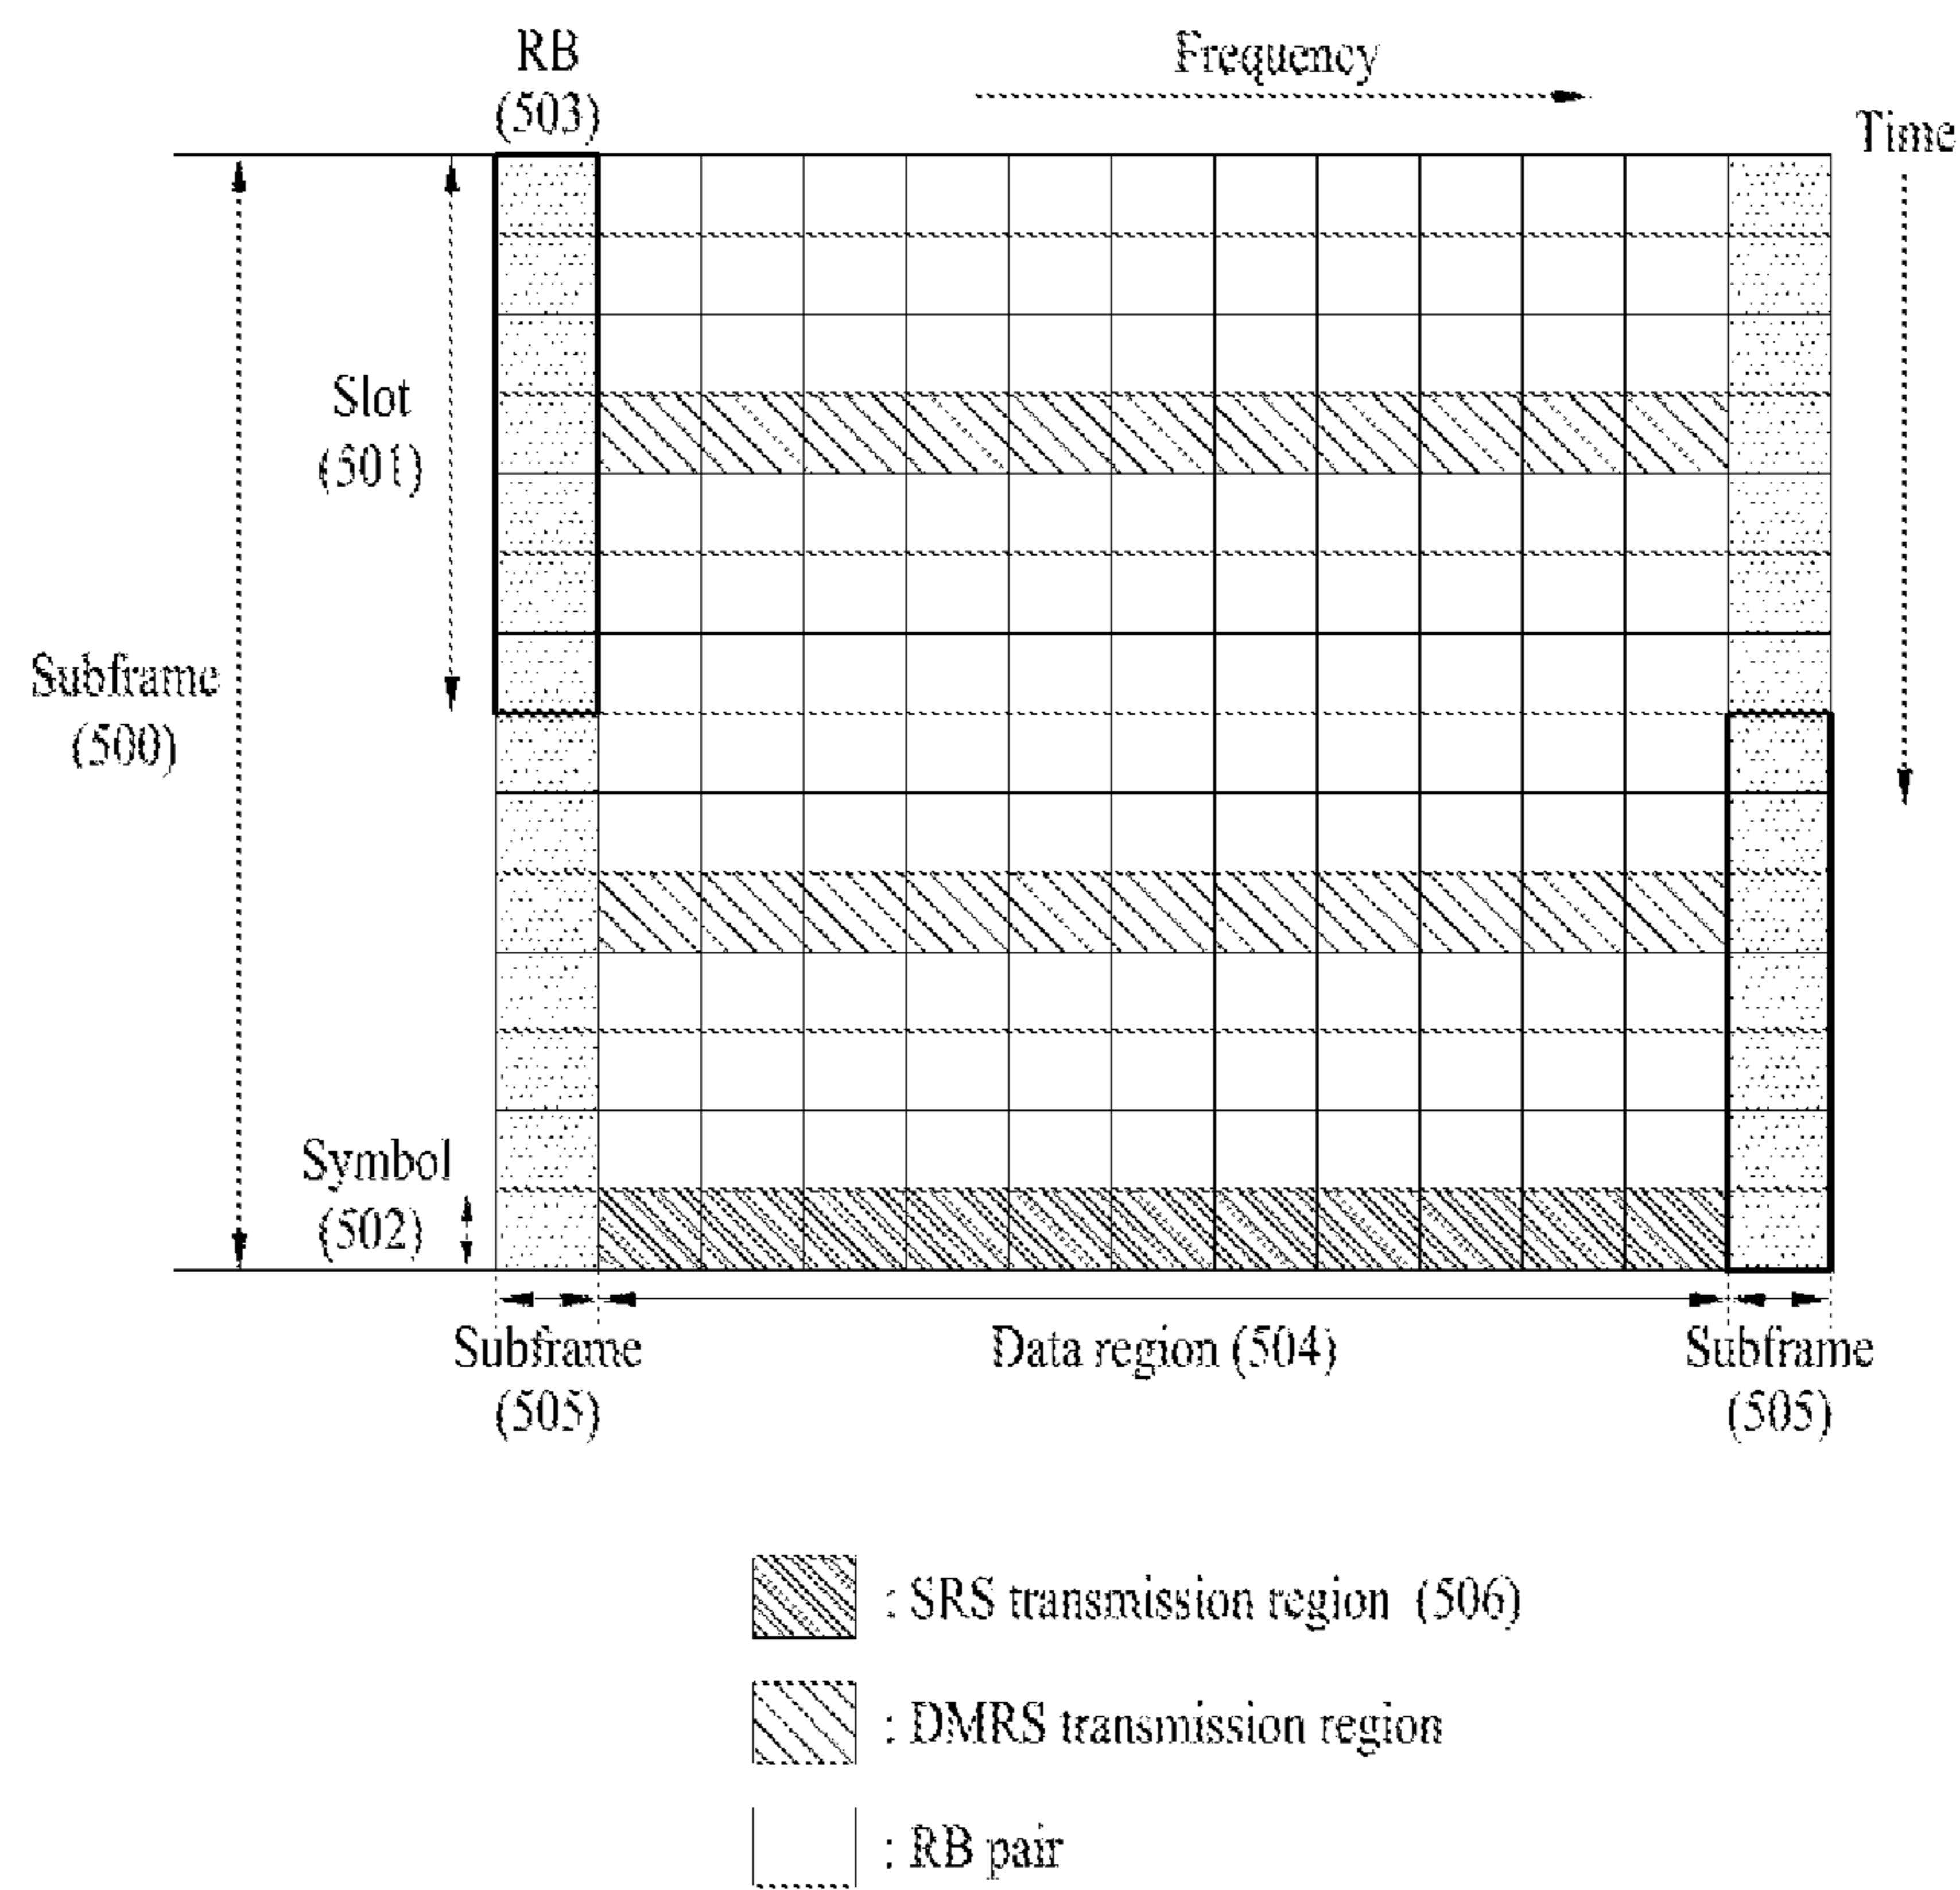 RB
(503)
Frequency
Time
Slot
(501)
Subframe
(500)
Symbol
(502)
Subframe
(505)
Data region (504)
Subframe
(505)
: SRS transmission region (506)
: DMRS transmission region
: RB pair